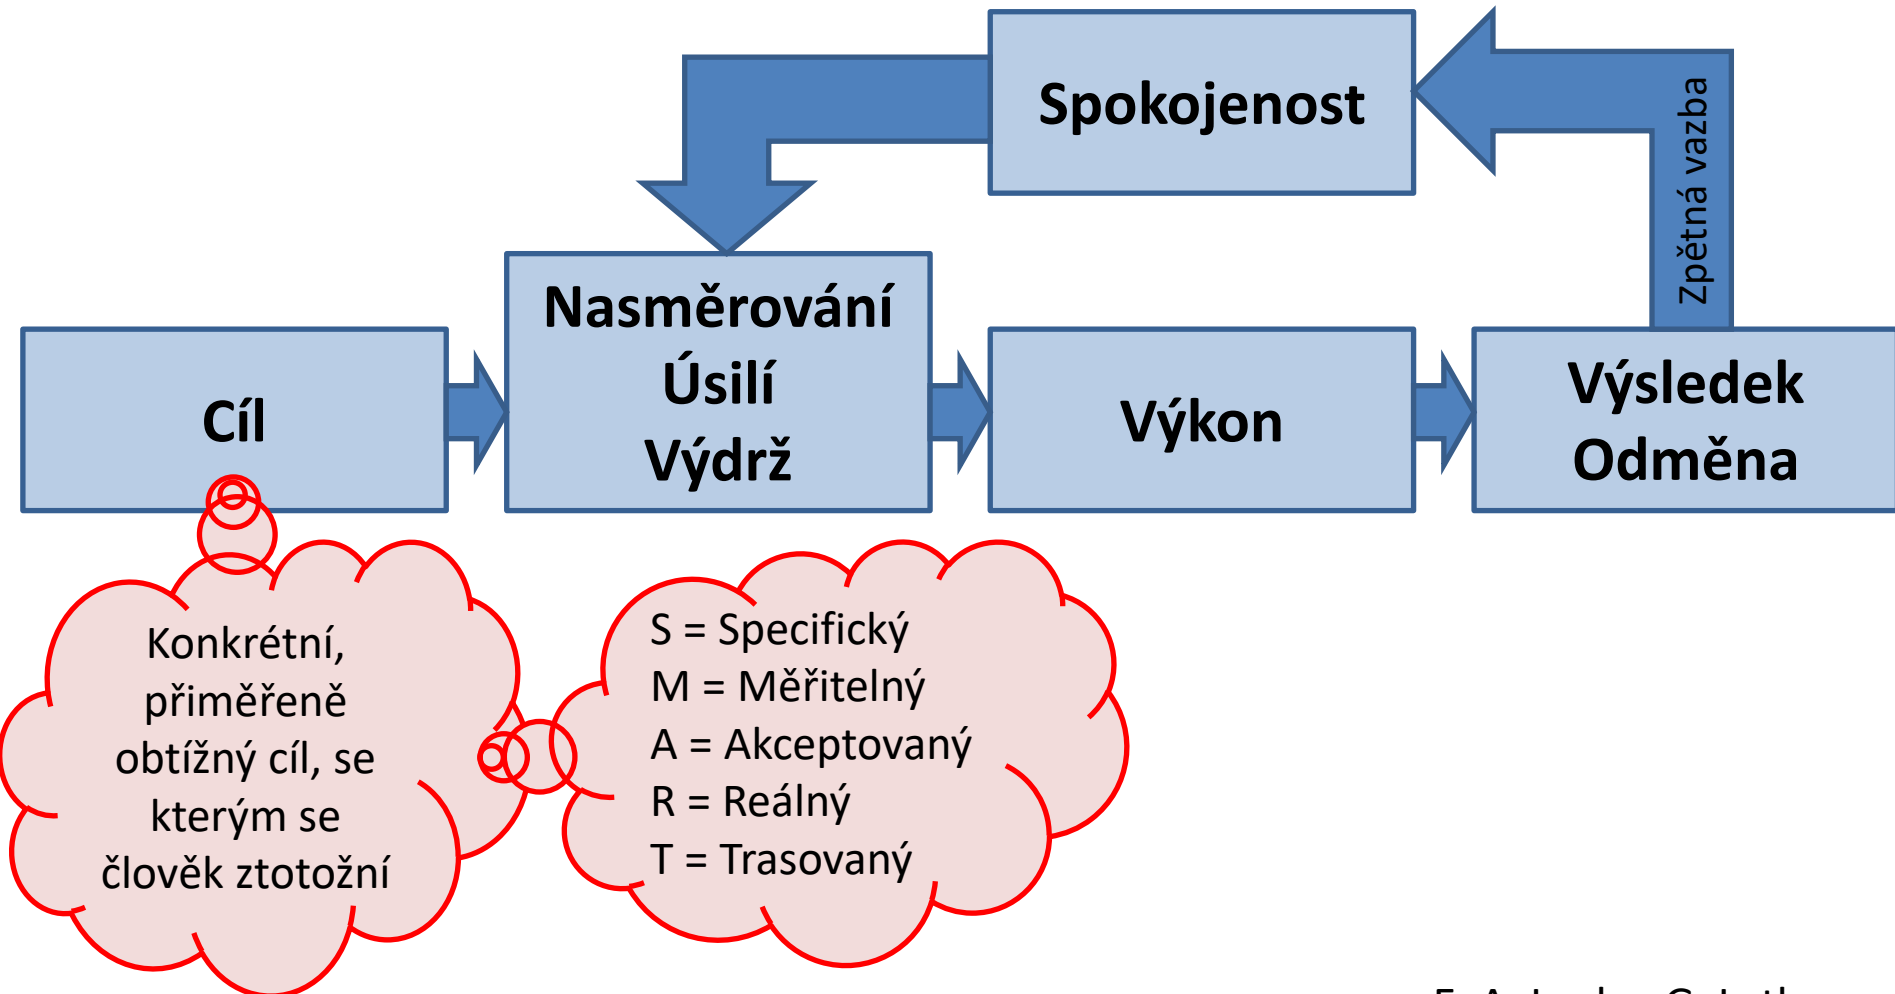 Spokojenost
Zpětná vazba
Nasměrování
Úsilí
Výdrž
Cíl
Výkon
Výsledek
Odměna
Konkrétní,
přiměřeně
obtížný cíl, se
kterým se
člověk ztotožní
S = Specifický
M = Měřitelný
A = Akceptovaný
R = Reálný
T = Trasovaný